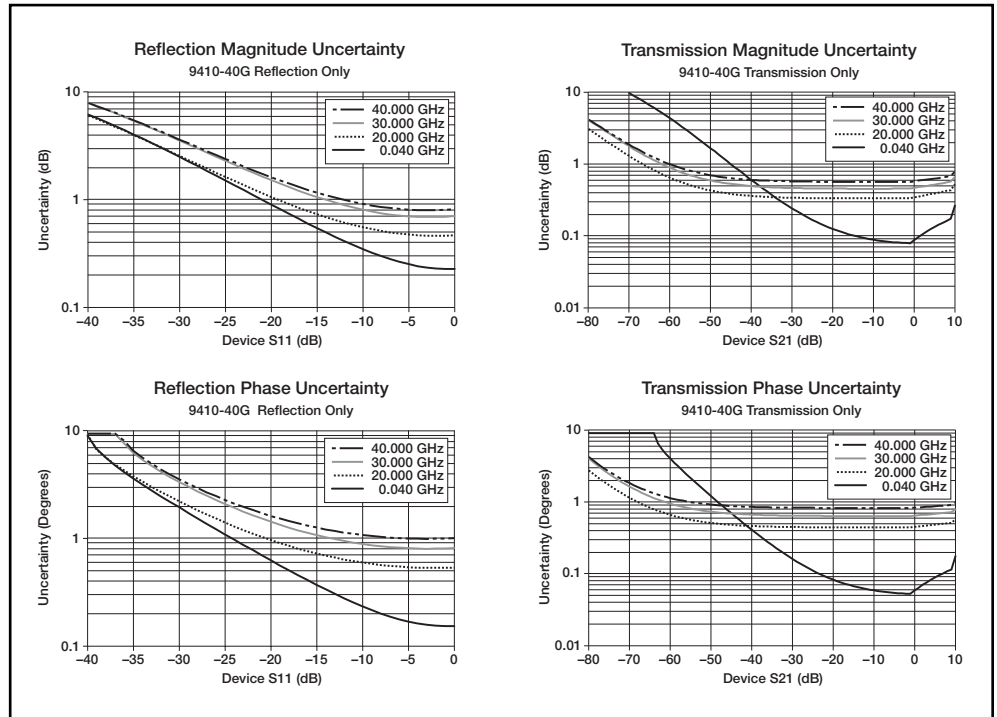 Reflection Magnitude Uncertainty
9410-40G Reflection Only
10
1
0.1
Uncertainty (dB)
40.000 GHz
30.000 GHz
20.000 GHz
0.040 GHz
–40 –35 –30 –25 –20 –15 –10 –5 0
Device S11 (dB)
Transmission Magnitude Uncertainty
9410-40G Transmission Only
10
1
0.1
0.01
Uncertainty (dB)
40.000 GHz
30.000 GHz
20.000 GHz
0.040 GHz
–80 –70 –60 –50 –40 –30 –20 –10 0 10
Device S21 (dB)
Reflection Phase Uncertainty
9410-40G Reflection Only
10
1
0.1
Uncertainty (Degrees)
40.000 GHz
30.000 GHz
20.000 GHz
0.040 GHz
–40 –35 –30 –25 –20 –15 –10 –5 0
Device S11 (dB)
Transmission Phase Uncertainty
9410-40G Transmission Only
10
1
0.1
0.01
Uncertainty (Degrees)
40.000 GHz
30.000 GHz
20.000 GHz
0.040 GHz
–80 –70 –60 –50 –40 –30 –20 –10 0 10
Device S21 (dB)